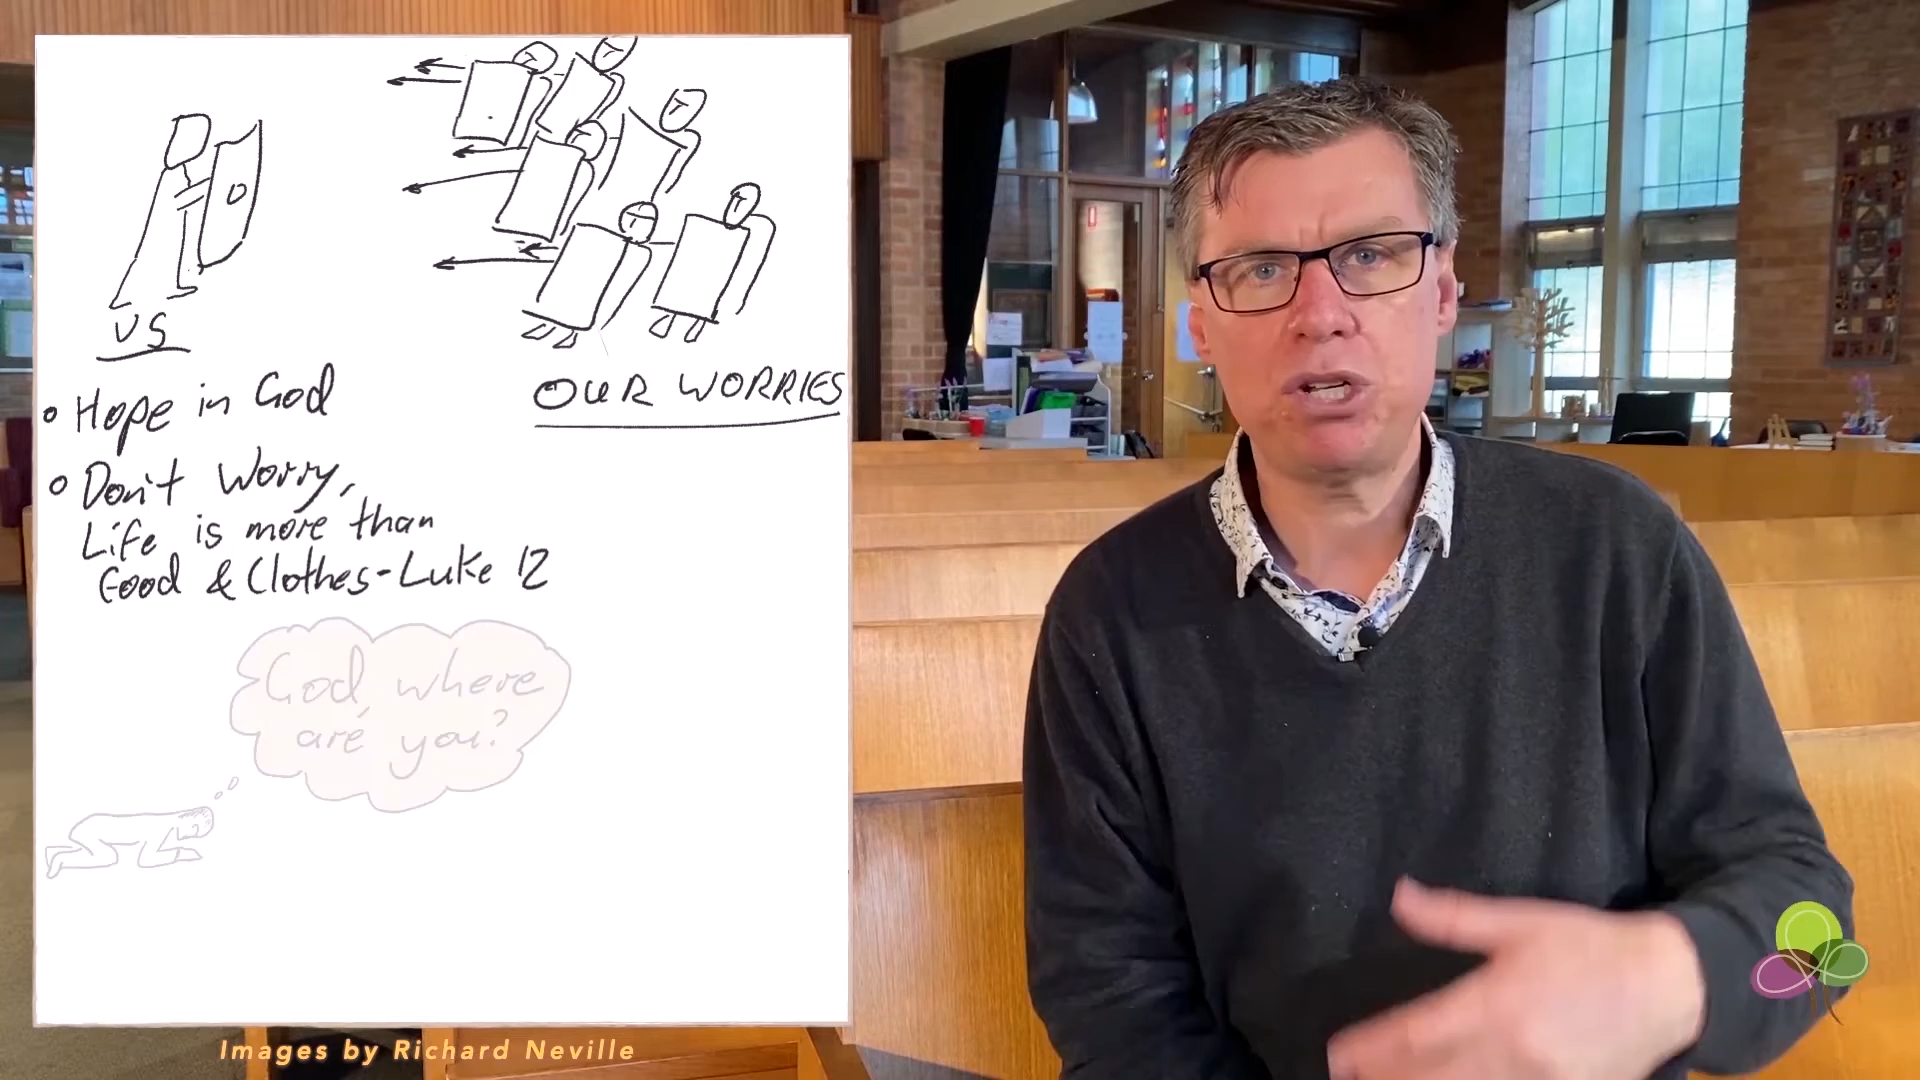 US
OUR WORRIES
Hope in God
Don't Worry,
Life is more than
Food & Clothes - Luke 12
God, where
are you?
Images by Richard Neville